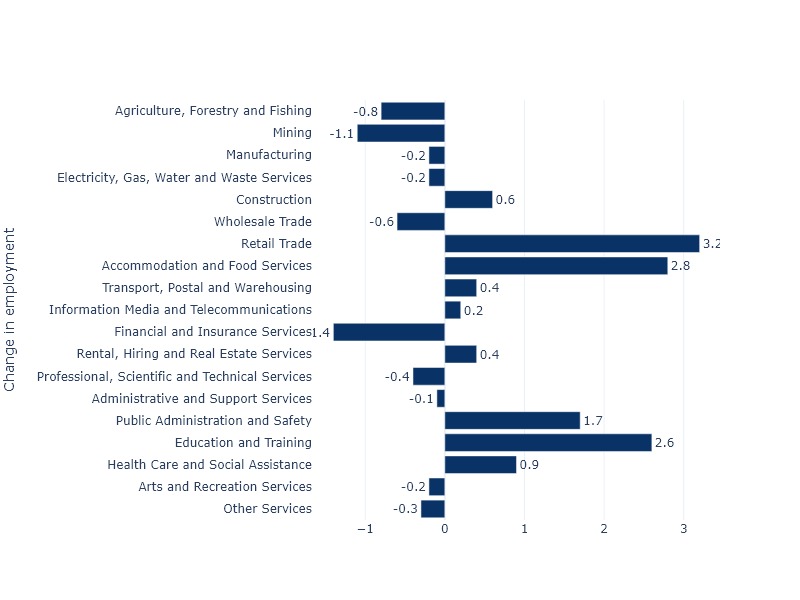 Agriculture, Forestry and Fishing -0.8
Mining -1.1
Manufacturing -0.2
Electricity, Gas, Water and Waste Services -0.2
Construction 0.6
Wholesale Trade -0.6
Retail Trade 3.2
Accommodation and Food Services 2.8
Transport, Postal and Warehousing 0.4
Information Media and Telecommunications 0.2
Financial and Insurance Services 1.4
Rental, Hiring and Real Estate Services 0.4
Professional, Scientific and Technical Services -0.4
Administrative and Support Services -0.1
Public Administration and Safety 1.7
Education and Training 2.6
Health Care and Social Assistance 0.9
Arts and Recreation Services -0.2
Other Services -0.3
−1 0 1 2 3
Change in employment